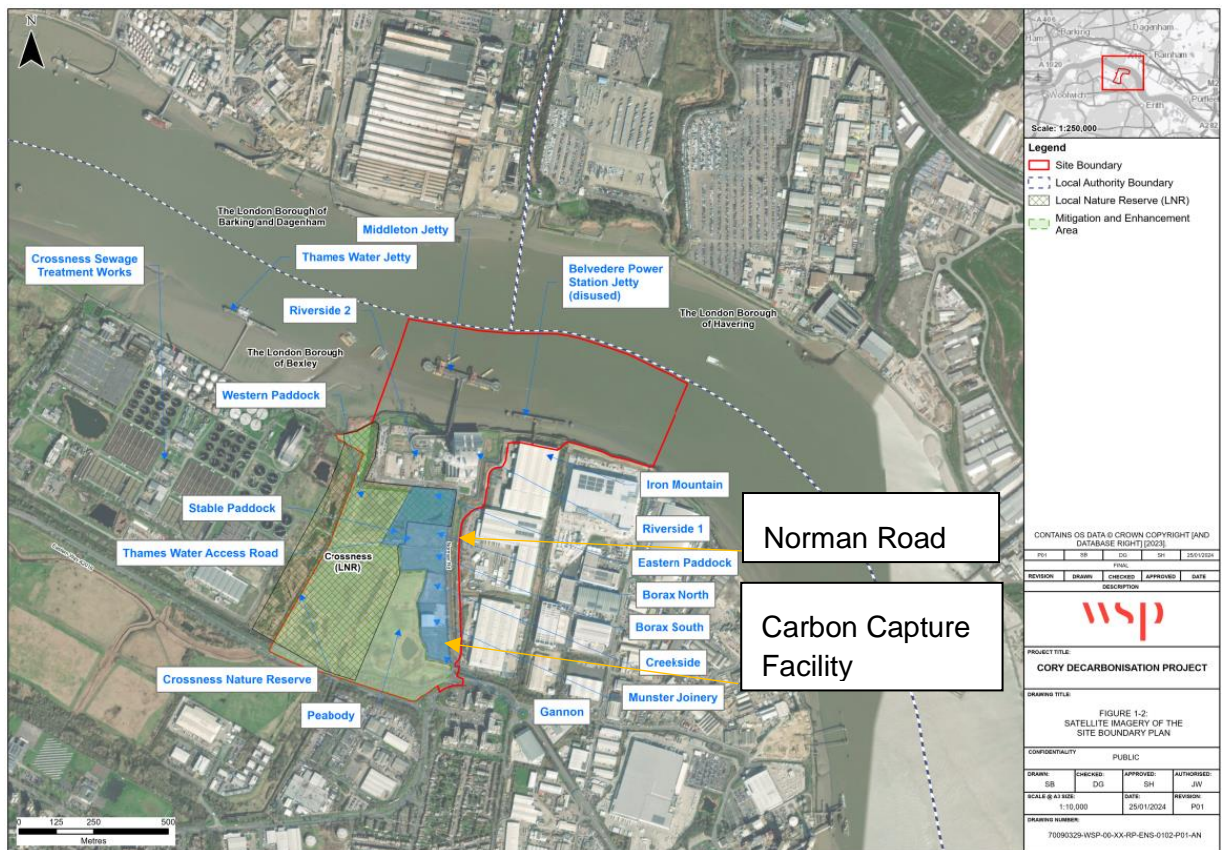 N
Middleton Jetty
The London Borough of
Barking and Dagenham
Crossness Sewage
Treatment Works
Thames Water Jetty
Belvedere Power
Station Jetty
(disused)
Riverside 2
The London Borough
of Havering
The London Borough
of Bexley
Western Paddock
Iron Mountain
Stable Paddock
Riverside 1
Norman Road
Thames Water Access Road
Crossness
(LNR)
Eastern Paddock
Borax North
Borax South
Carbon Capture
Facility
Creekside
Crossness Nature Reserve
Munster Joinery
Peabody
Gannon
0 125 250 500
Metres
A 406
Barking
Dagenham
Ham
A 1020
Rainham
Woolwich
Erith
Purfleet
A 282
Scale: 1:250,000
Legend
Site Boundary
Local Authority Boundary
Local Nature Reserve (LNR)
Mitigation and Enhancement
Area
CONTAINS OS DATA © CROWN COPYRIGHT [AND
DATABASE RIGHT] [2023].
P01 SB DG SH 25/01/2024
FINAL
REVISION DRAWN CHECKED APPROVED DATE
DESCRIPTION
wsp
PROJECT TITLE:
CORY DECARBONISATION PROJECT
DRAWING TITLE:
FIGURE 1-2:
SATELLITE IMAGERY OF THE
SITE BOUNDARY PLAN
CONFIDENTIALITY
PUBLIC
DRAWN: CHECKED: APPROVED: AUTHORISED:
SB DG SH JW
SCALE @ A3 SIZE: DATE: REVISION:
1:10,000 25/01/2024 P01
DRAWING NUMBER:
70090329-WSP-00-XX-RP-ENS-0102-P01-AN